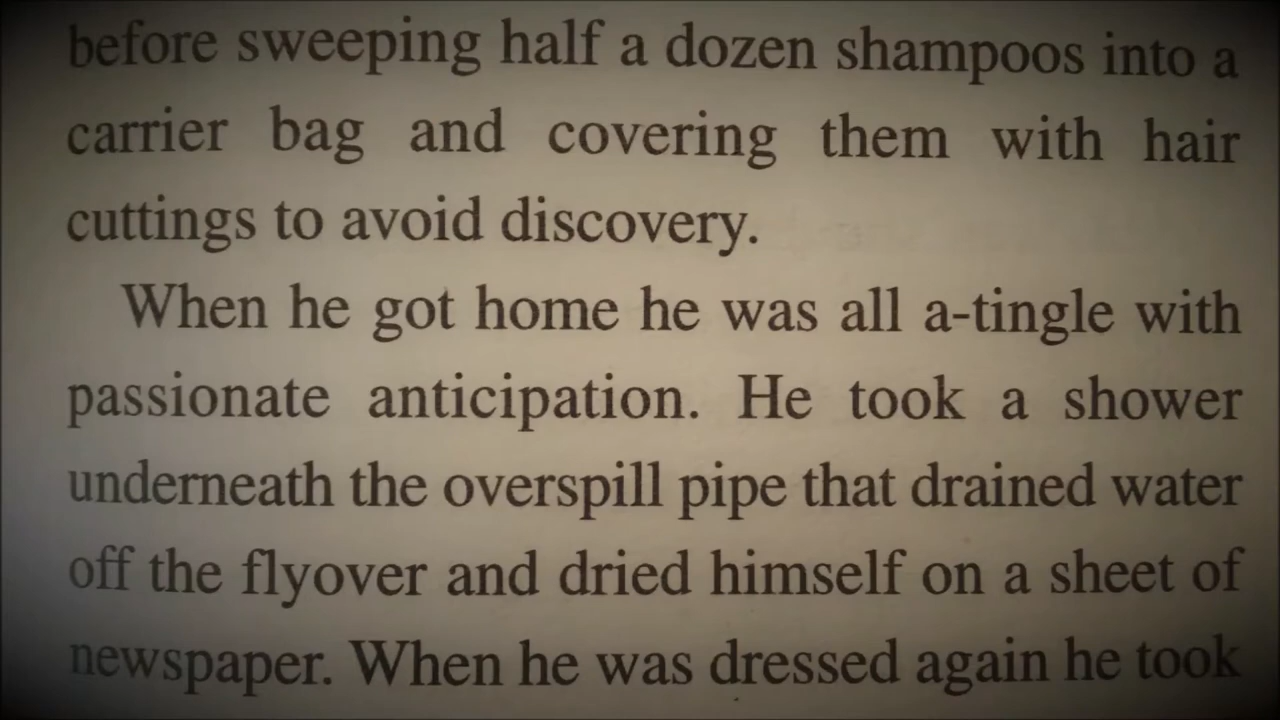 before sweeping half a dozen shampoos into a
carrier bag and covering them with hair
cuttings to avoid discovery.
When he got home he was all a-tingle with
passionate anticipation. He took a shower
underneath the overspill pipe that drained water
off the flyover and dried himself on a sheet of
newspaper. When he was dressed again he took